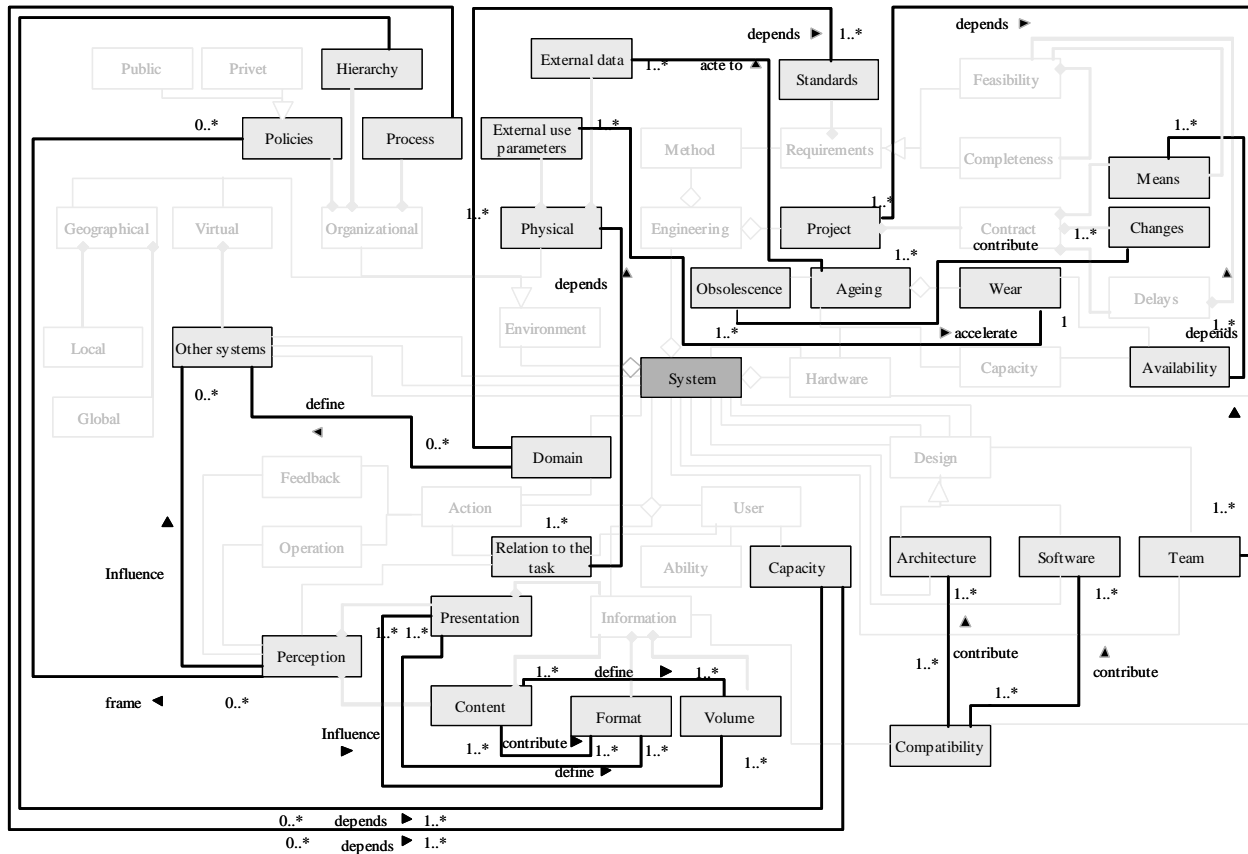 depends
1..*
depends
Public
Privet
Hierarchy
External data
1..*
acte to
Standards
Feasibility
0..*
Policies
Process
External use
parameters
1..*
Method
Requirements
Completeness
1..*
Means
Geographical
Virtual
Organizational
1..*
Physical
Engineering
1..*
Project
Contract
contribute
1..*
Changes
depends
1..*
Obsolescence
Ageing
Wear
Delays
Environment
1..*
accelerate
1
1..*
depends
Local
Other systems
System
Hardware
Capacity
Availability
0..*
Global
define
0..*
Domain
Design
Feedback
Action
User
1..*
1..*
Operation
Relation to the
task
Ability
Capacity
Architecture
Software
Team
Influence
1..*
1..*
Presentation
Information
1..*
1..*
Perception
contribute
1..*
contribute
frame
0..*
1..*
define
1..*
1..*
Content
Format
Volume
Influence
1..*
contribute
1..*
1..*
1..*
Compatibility
define
0..*
depends
1..*
0..*
depends
1..*